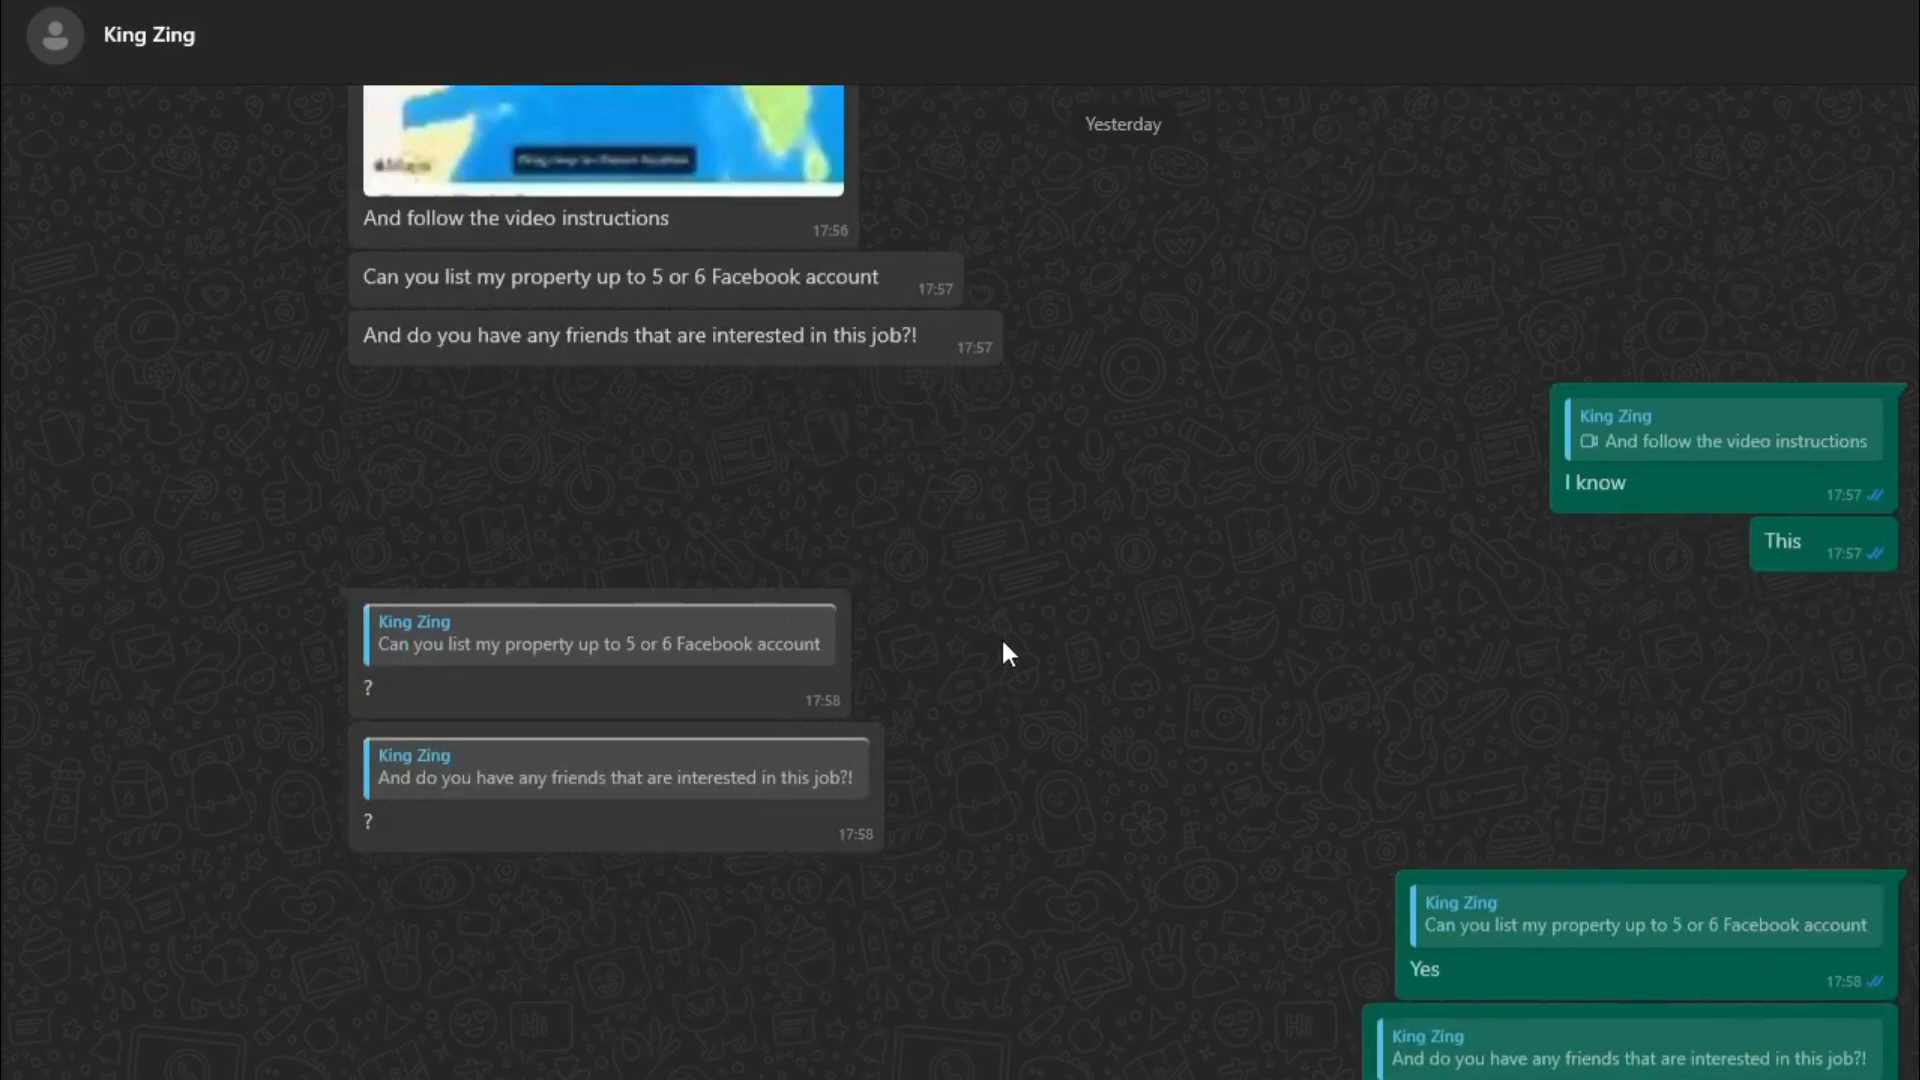 King Zing
Yesterday
And follow the video instructions
17:56
Can you list my property up to 5 or 6 Facebook account
17:57
And do you have any friends that are interested in this job?!
17:57
King Zing
And follow the video instructions
I know
17:57
This
17:57
King Zing
Can you list my property up to 5 or 6 Facebook account
?
17:58
King Zing
And do you have any friends that are interested in this job?!
?
17:58
King Zing
Can you list my property up to 5 or 6 Facebook account
Yes
17:58
King Zing
And do you have any friends that are interested in this job?!